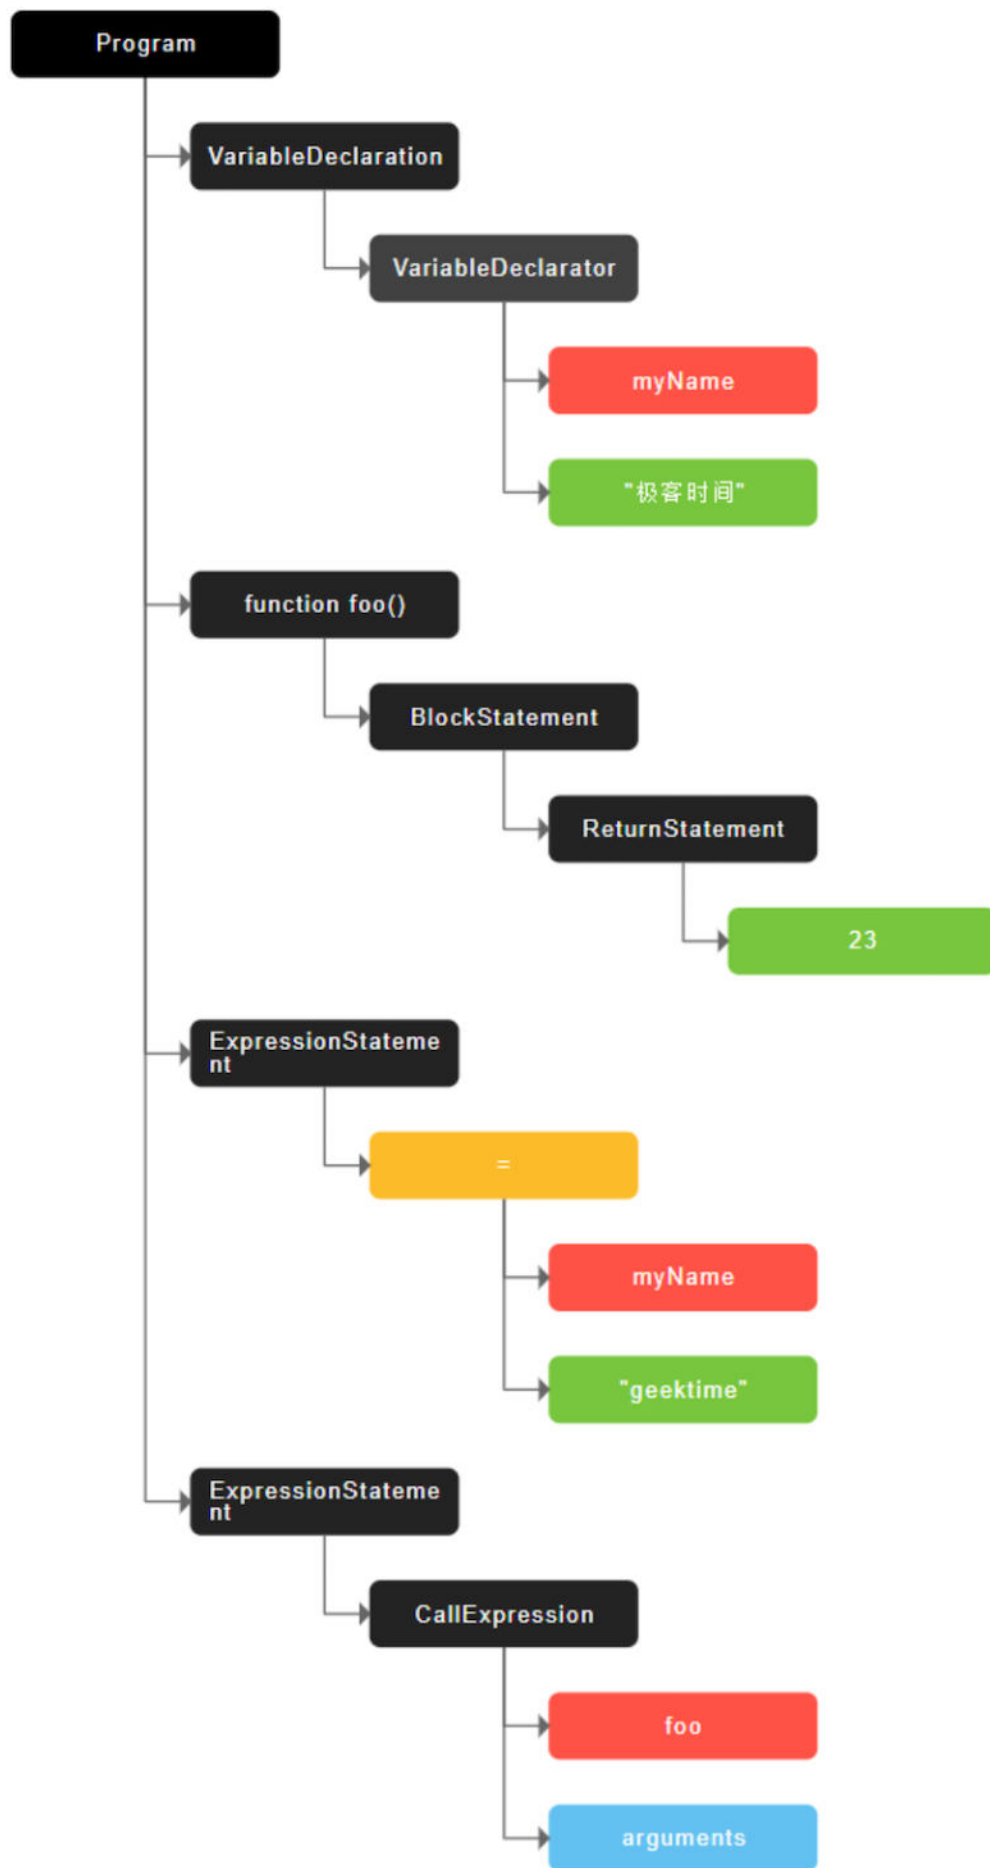 Program
VariableDeclaration
VariableDeclarator
myName
"极客时间"
function foo()
BlockStatement
ReturnStatement
23
ExpressionStateme
nt
=
myName
"geektime"
ExpressionStateme
nt
CallExpression
foo
arguments